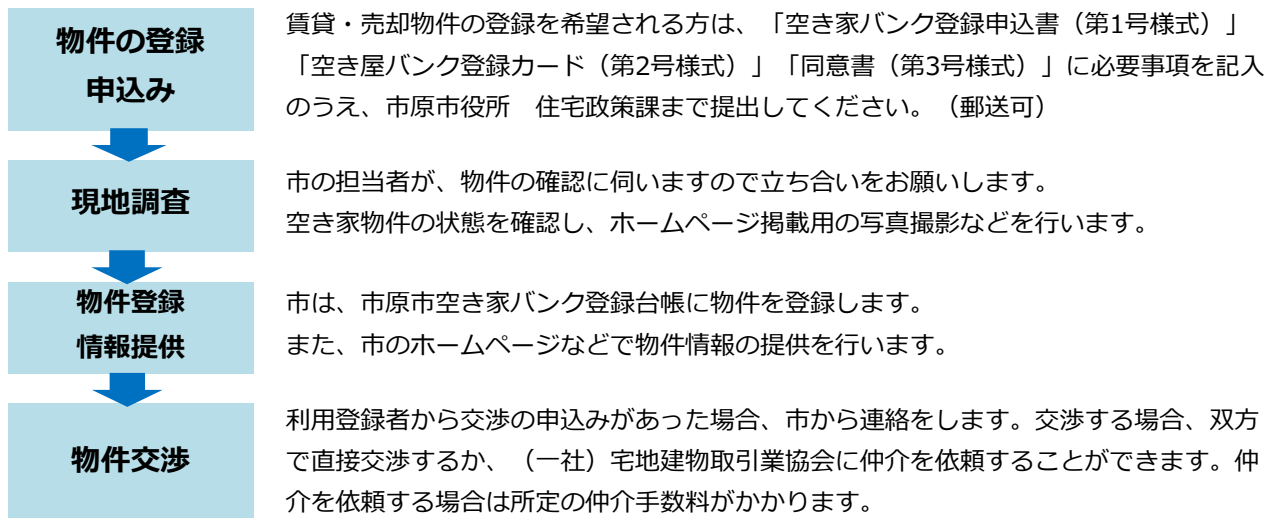 物件の登録
申込み
賃貸・売却物件の登録を希望される方は、「空き家バンク登録申込書（第1号様式）」
「空き屋バンク登録カード（第2号様式）」「同意書（第3号様式）」に必要事項を記入
のうえ、市原市役所　住宅政策課まで提出してください。（郵送可）
現地調査
市の担当者が、物件の確認に伺いますので立ち合いをお願いします。
空き家物件の状態を確認し、ホームページ掲載用の写真撮影などを行います。
物件登録
情報提供
市は、市原市空き家バンク登録台帳に物件を登録します。
また、市のホームページなどで物件情報の提供を行います。
物件交渉
利用登録者から交渉の申込みがあった場合、市から連絡をします。交渉する場合、双方
で直接交渉するか、（一社）宅地建物取引業協会に仲介を依頼することができます。仲
介を依頼する場合は所定の仲介手数料がかかります。